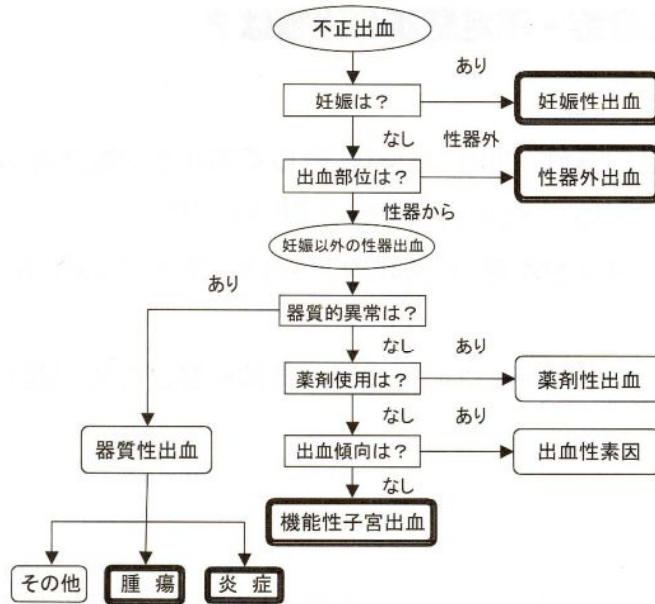 不正出血
あり
妊娠は？
妊娠性出血
なし
性器外
出血部位は？
性器外出血
性器から
妊娠以外の性器出血
あり
器質的異常は？
なし
あり
薬剤使用は？
薬剤性出血
なし
あり
器質性出血
出血傾向は？
出血性素因
なし
機能性子宮出血
その他
腫 瘍
炎 症